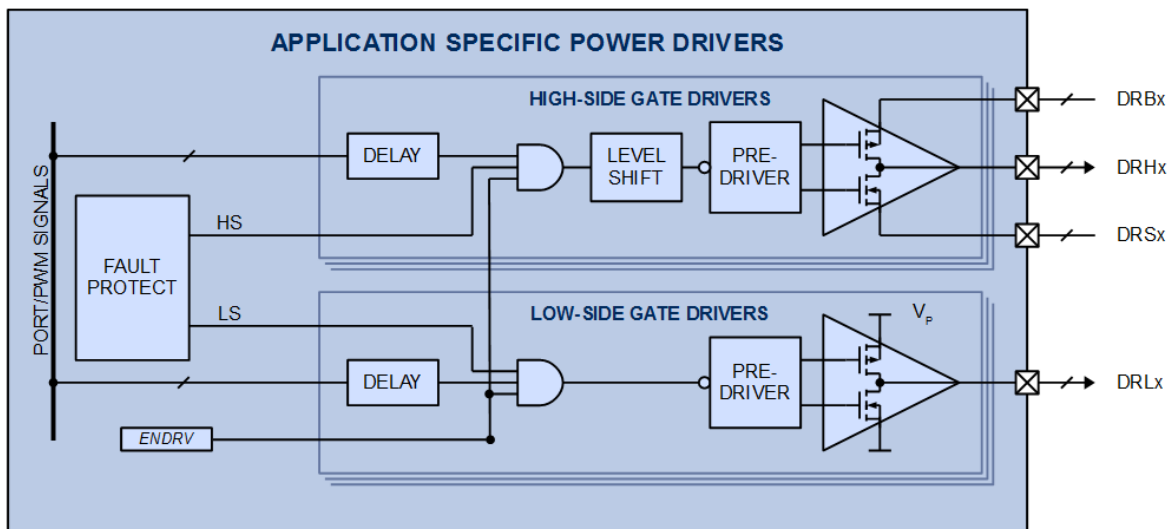 APPLICATION SPECIFIC POWER DRIVERS
HIGH-SIDE GATE DRIVERS
DRBx
DELAY
LEVEL
SHIFT
PRE-
DRIVER
DRHx
PORT/PWM SIGNALS
HS
DRSx
FAULT
PROTECT
LS
LOW-SIDE GATE DRIVERS
VP
DELAY
PRE-
DRIVER
DRLx
ENDRV